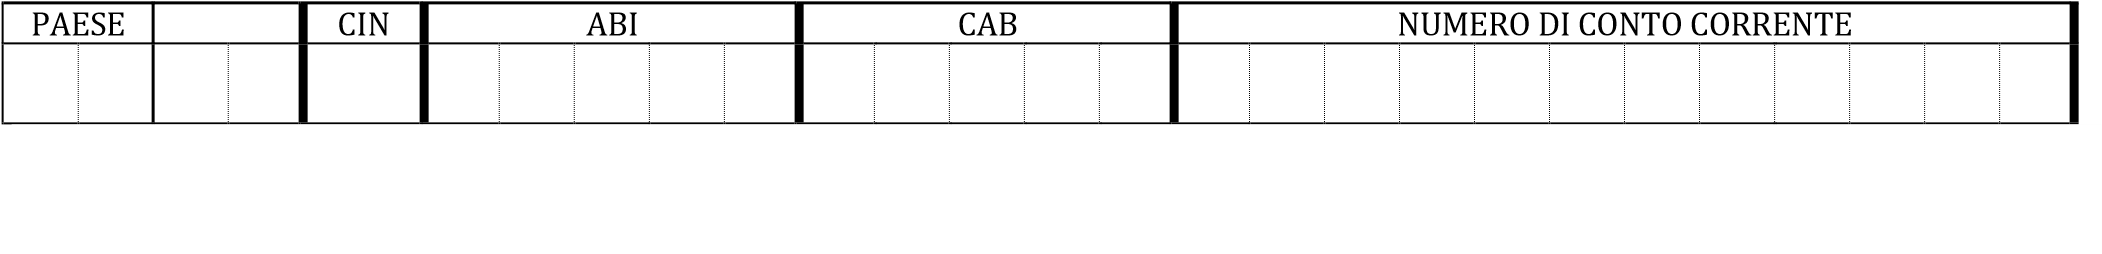 PAESE CIN ABI CAB NUMERO DI CONTO CORRENTE